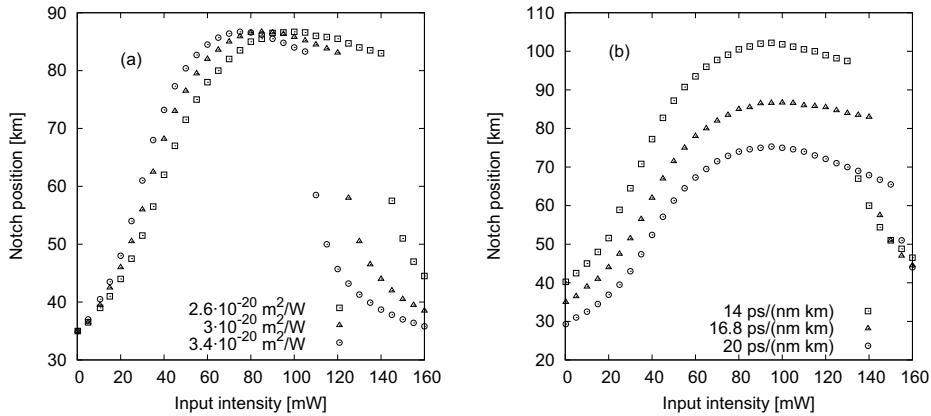 90
80
70
60
50
40
30
0 20 40 60 80 100 120 140 160
Notch position [km]
Input intensity [mW]
(a)
2.6·10⁻²⁰ m²/W
3·10⁻²⁰ m²/W
3.4·10⁻²⁰ m²/W
110
100
90
80
70
60
50
40
30
20
0 20 40 60 80 100 120 140 160
Notch position [km]
Input intensity [mW]
(b)
14 ps/(nm km)
16.8 ps/(nm km)
20 ps/(nm km)